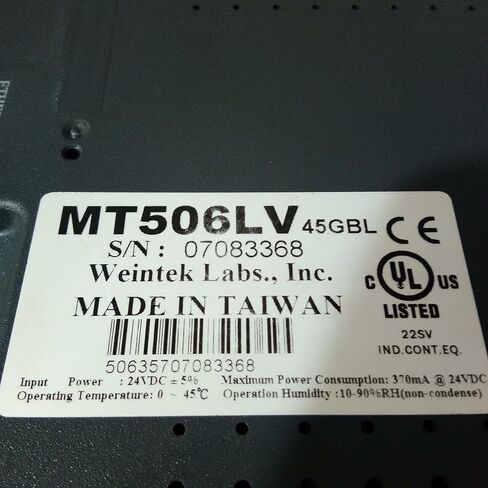 MT506LV 45GBL CE
S/N : 07083368
Weintek Labs., Inc.
MADE IN TAIWAN
50635707083368
C UL US
LISTED
22SV
IND.CONT.EQ.
Input Power : 24VDC ± 5% Maximum Power Consumption: 370mA @ 24VDC
Operating Temperature: 0 ~ 45℃ Operation Humidity :10-90%RH(non-condense)